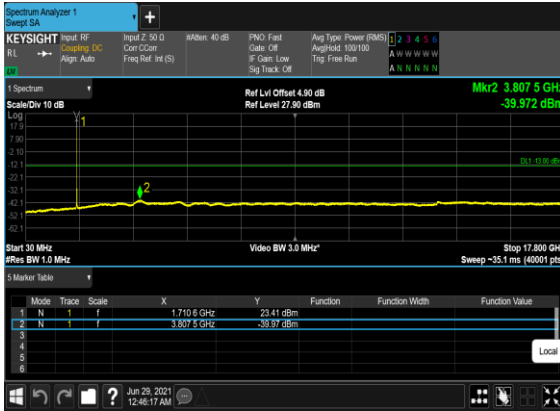 Spectrum Analyzer 1
Swept SA
+
KEYSIGHT Input: RF Input Z: 50 Ω #Atten: 40 dB PNO: Fast Avg Type: Power (RMS) 1 2 3 4 5 6
RL Coupling: DC Corr CCorr Gate: Off Avg|Hold: 100/100 A W W W W W
Align: Auto Freq Ref: Int (S) IF Gain: Low Trig: Free Run
Sig Track: Off A N N N N N
1 Spectrum Ref Lvl Offset 4.90 dB Mkr2 3.807 5 GHz
Scale/Div 10 dB Ref Level 27.90 dBm -39.972 dBm
Log
17.9
7.90
-2.10
-12.1
DL1 -13.00 dBm
-22.1
-32.1
-42.1
-52.1
-62.1
1
2
Start 30 MHz Video BW 3.0 MHz* Stop 17.800 GHz
#Res BW 1.0 MHz Sweep ~35.1 ms (40001 pts)
5 Marker Table
Mode Trace Scale X Y Function Function Width Function Value
1 N 1 f 1.710 6 GHz 23.41 dBm
2 N 1 f 3.807 5 GHz -39.97 dBm
3
4
5
6
Local
? Jun 29, 2021
12:46:17 AM